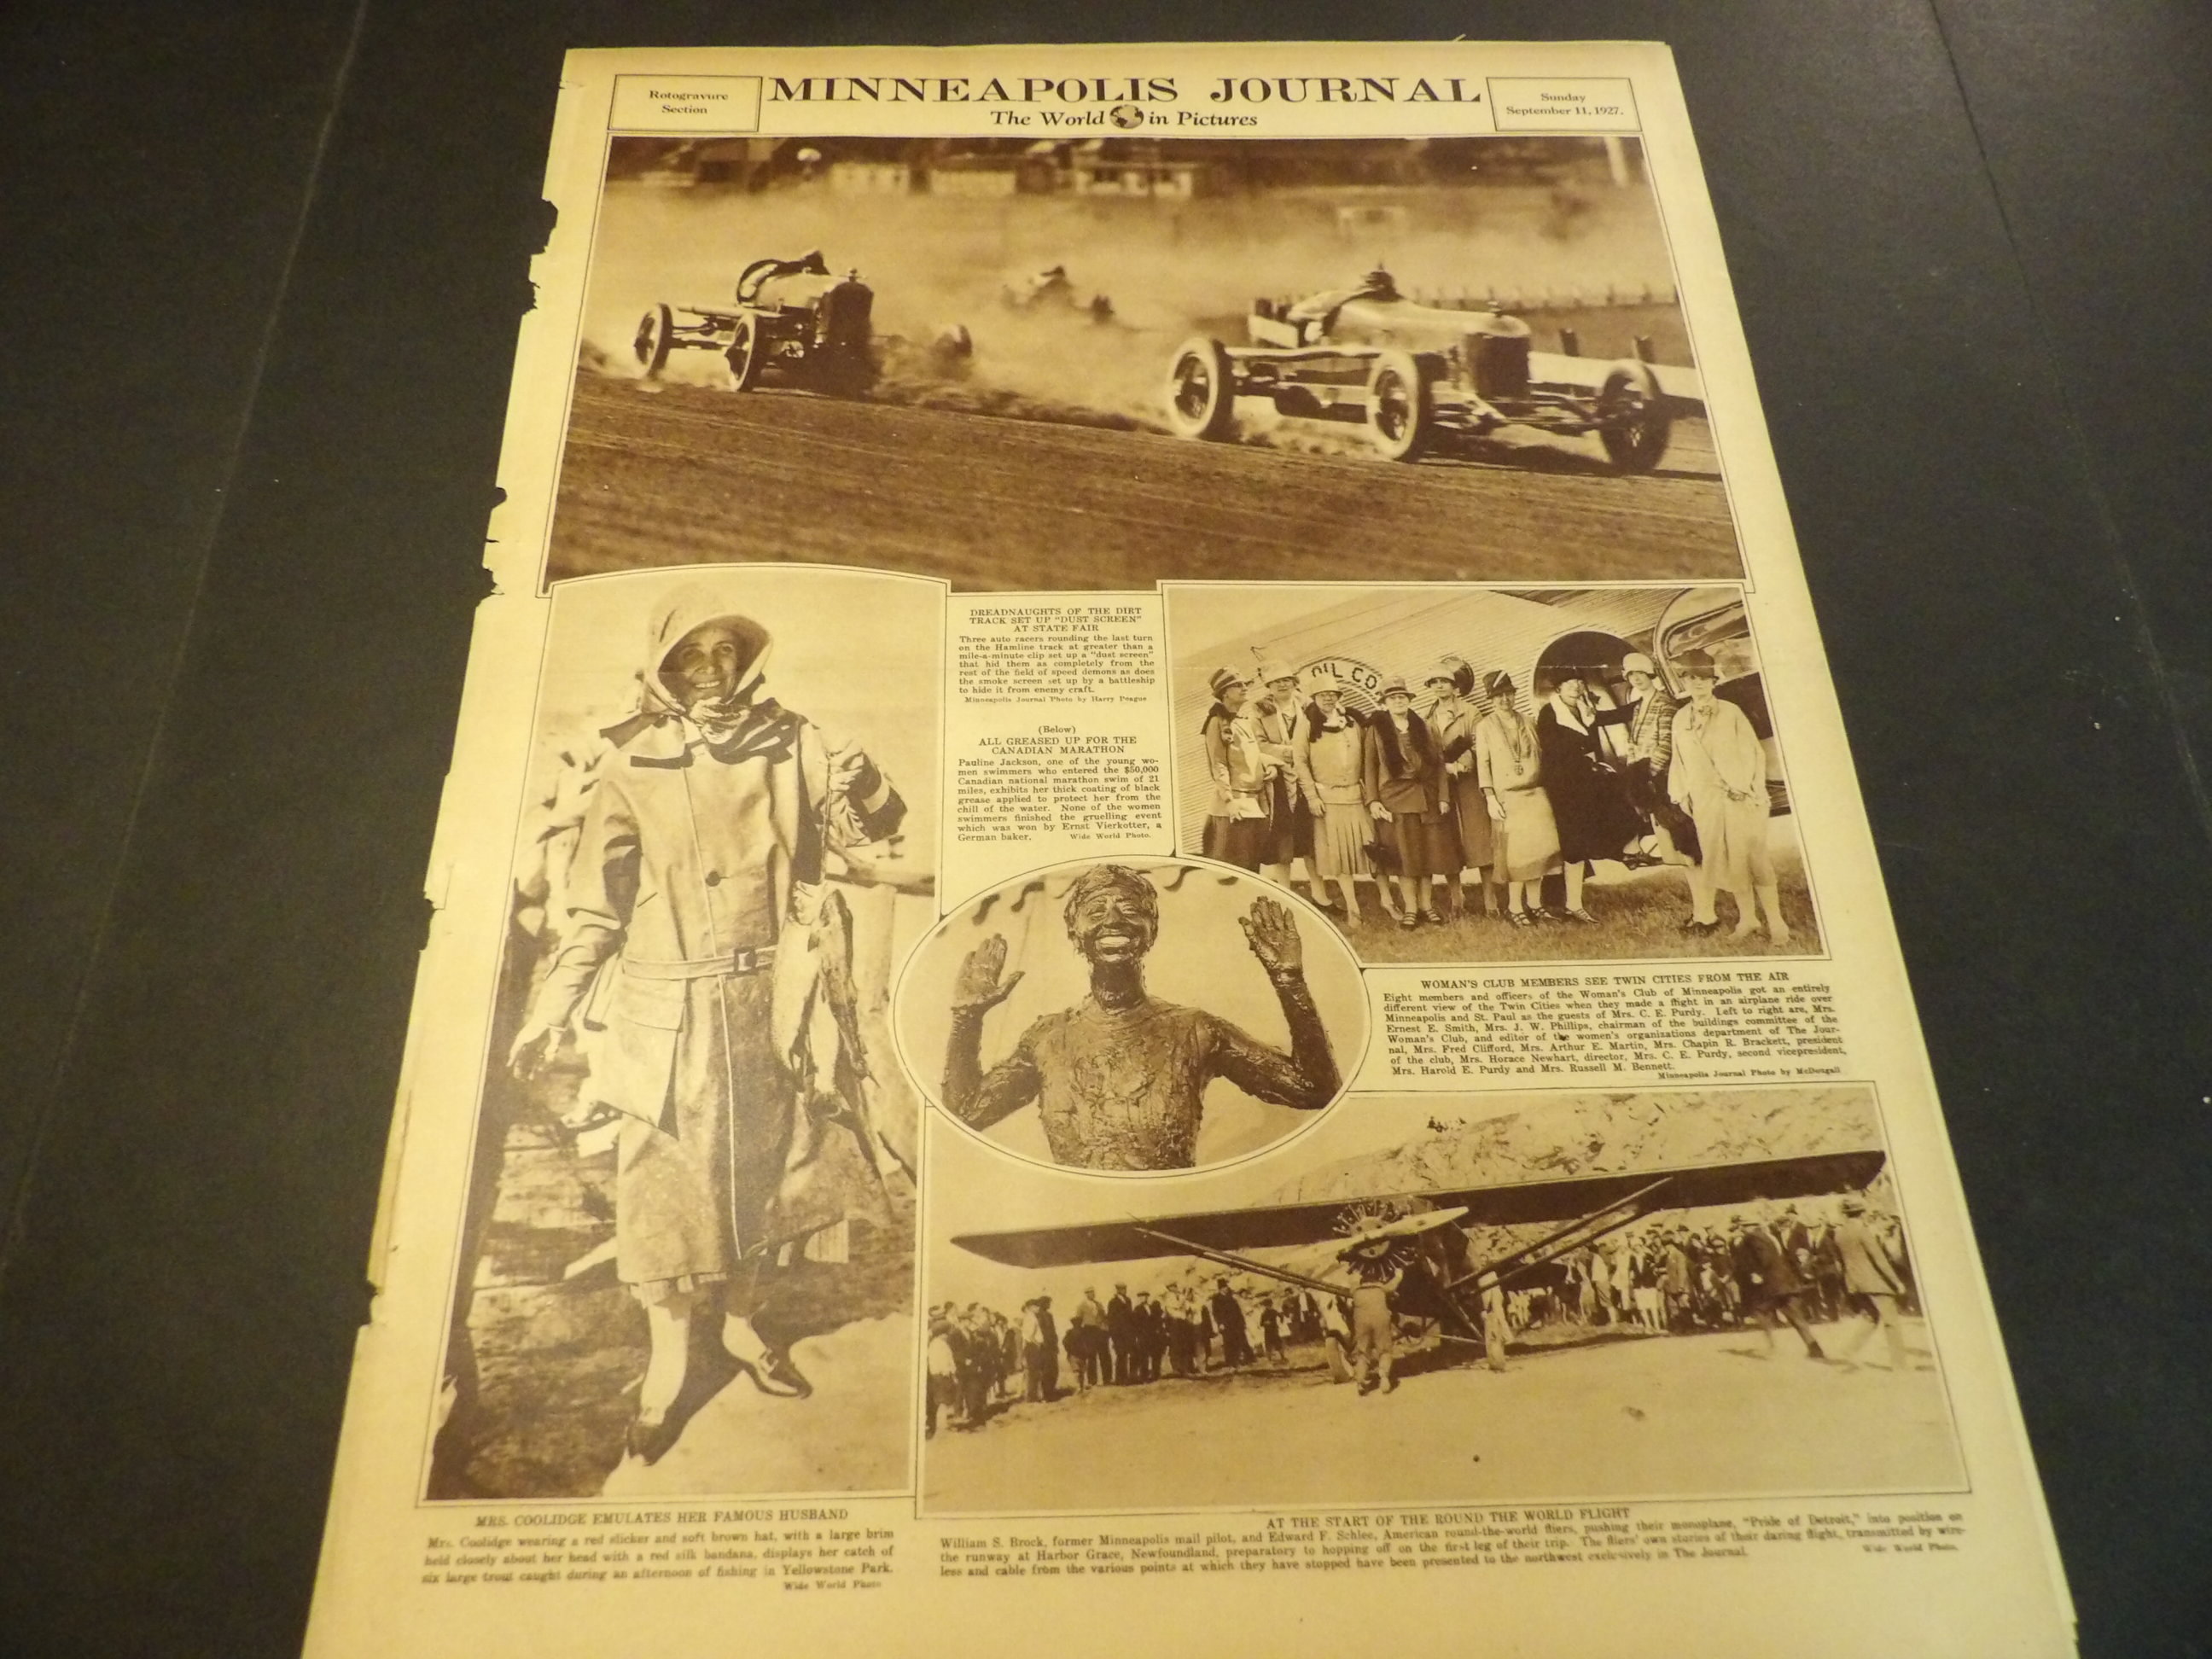 Rotogravure
Section
MINNEAPOLIS JOURNAL
The World in Pictures
Sunday
September 11, 1927.
DREADNAUGHTS OF THE DIRT
TRACK SET UP "DUST SCREEN"
AT STATE FAIR
Three auto racers rounding the last turn
on the Hamline track at greater than a
mile-a-minute clip set up a "dust screen"
that hid them as completely from the
rest of the field of speed demons as does
the smoke screen set up by a battleship
to hide it from enemy craft.
Minneapolis Journal Photo by Harry Peague
(Below)
ALL GREASED UP FOR THE
CANADIAN MARATHON
Pauline Jackson, one of the young wo-
men swimmers who entered the $50,000
Canadian national marathon swim of 21
miles, exhibits her thick coating of black
grease applied to protect her from the
chill of the water. None of the women
swimmers finished the gruelling event
which was won by Ernst Vierkotter, a
German baker. Wide World Photo.
OIL CO.
WOMAN'S CLUB MEMBERS SEE TWIN CITIES FROM THE AIR
Eight members and officers of the Woman's Club of Minneapolis got an entirely
different view of the Twin Cities when they made a flight in an airplane ride over
Minneapolis and St. Paul as the guests of Mrs. C. E. Purdy. Left to right are, Mrs.
Ernest E. Smith, Mrs. J. W. Phillips, chairman of the buildings committee of the
Woman's Club, and editor of the women's organizations department of The Jour-
nal, Mrs. Fred Clifford, Mrs. Arthur E. Martin, Mrs. Chapin R. Brackett, president
of the club, Mrs. Horace Newhart, director, Mrs. C. E. Purdy, second vicepresident,
Mrs. Harold E. Purdy and Mrs. Russell M. Bennett.
Minneapolis Journal Photo by McDougall
MRS. COOLIDGE EMULATES HER FAMOUS HUSBAND
Mrs. Coolidge wearing a red slicker and soft brown hat, with a large brim
held closely about her head with a red silk bandana, displays her catch of
six large trout caught during an afternoon of fishing in Yellowstone Park.
Wide World Photo
AT THE START OF THE ROUND THE WORLD FLIGHT
William S. Brock, former Minneapolis mail pilot, and Edward F. Schlee, American round-the-world fliers, pushing their monoplane, "Pride of Detroit," into position on
the runway at Harbor Grace, Newfoundland, preparatory to hopping off on the first leg of their trip. The fliers' own stories of their daring flight, transmitted by wire-
less and cable from the various points at which they have stopped have been presented to the northwest exclusively in The Journal.
Wide World Photo.